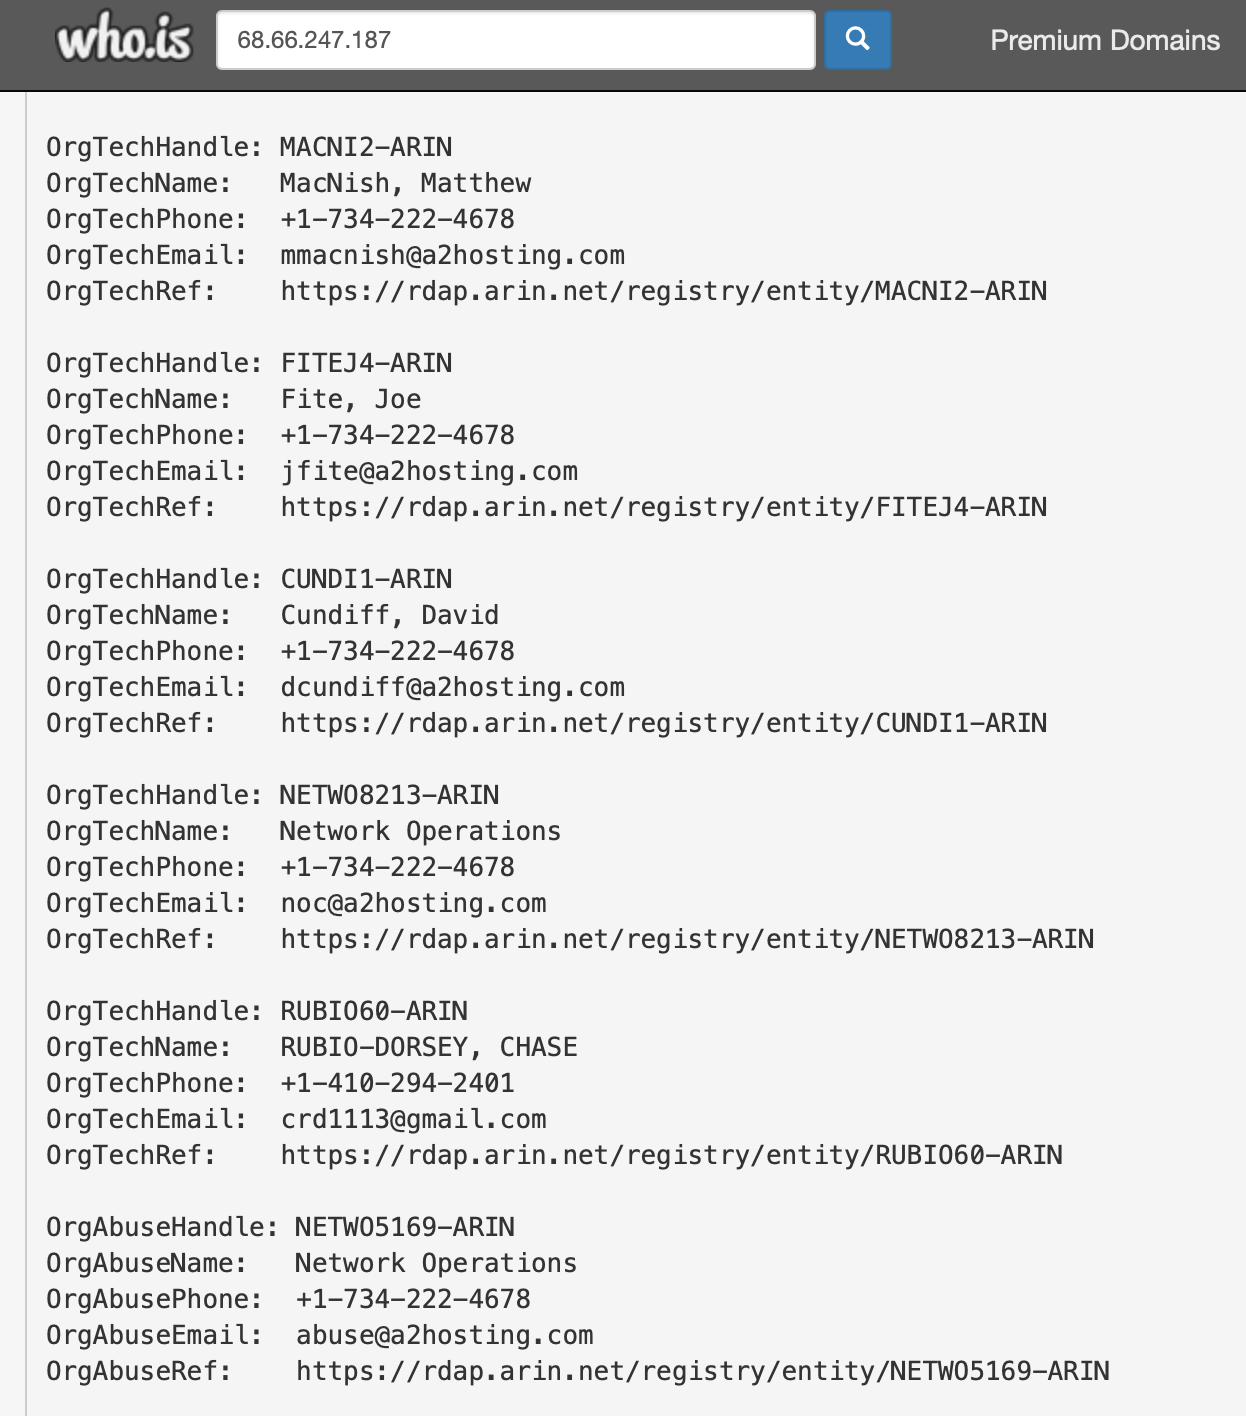 who.is
68.66.247.187
Premium Domains
OrgTechHandle: MACNI2-ARIN
OrgTechName: MacNish, Matthew
OrgTechPhone: +1-734-222-4678
OrgTechEmail: mmacnish@a2hosting.com
OrgTechRef: https://rdap.arin.net/registry/entity/MACNI2-ARIN
OrgTechHandle: FITEJ4-ARIN
OrgTechName: Fite, Joe
OrgTechPhone: +1-734-222-4678
OrgTechEmail: jfite@a2hosting.com
OrgTechRef: https://rdap.arin.net/registry/entity/FITEJ4-ARIN
OrgTechHandle: CUNDI1-ARIN
OrgTechName: Cundiff, David
OrgTechPhone: +1-734-222-4678
OrgTechEmail: dcundiff@a2hosting.com
OrgTechRef: https://rdap.arin.net/registry/entity/CUNDI1-ARIN
OrgTechHandle: NETWO8213-ARIN
OrgTechName: Network Operations
OrgTechPhone: +1-734-222-4678
OrgTechEmail: noc@a2hosting.com
OrgTechRef: https://rdap.arin.net/registry/entity/NETWO8213-ARIN
OrgTechHandle: RUBIO60-ARIN
OrgTechName: RUBIO-DORSEY, CHASE
OrgTechPhone: +1-410-294-2401
OrgTechEmail: crd1113@gmail.com
OrgTechRef: https://rdap.arin.net/registry/entity/RUBIO60-ARIN
OrgAbuseHandle: NETWO5169-ARIN
OrgAbuseName: Network Operations
OrgAbusePhone: +1-734-222-4678
OrgAbuseEmail: abuse@a2hosting.com
OrgAbuseRef: https://rdap.arin.net/registry/entity/NETWO5169-ARIN